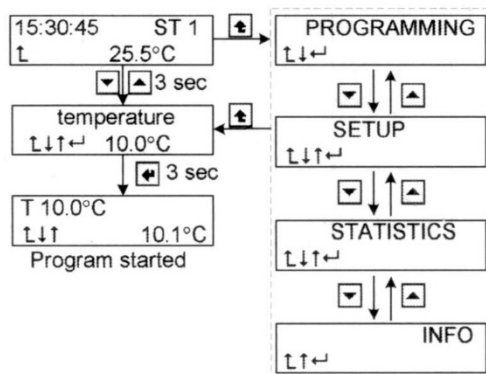 15:30:45 ST 1
↥ 25.5°C
3 sec
temperature
↥↓↑↵ 10.0°C
3 sec
T 10.0°C
↥↓↑ 10.1°C
Program started
PROGRAMMING
↥↓↵
SETUP
↥↓↑↵
STATISTICS
↥↓↑↵
INFO
↥↑↵